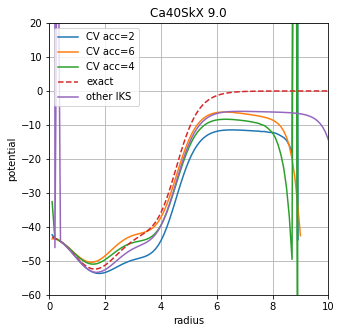 Ca40SkX 9.0
CV acc=2
CV acc=6
CV acc=4
exact
other IKS
20
10
0
−10
−20
−30
−40
−50
−60
potential
0 2 4 6 8 10
radius